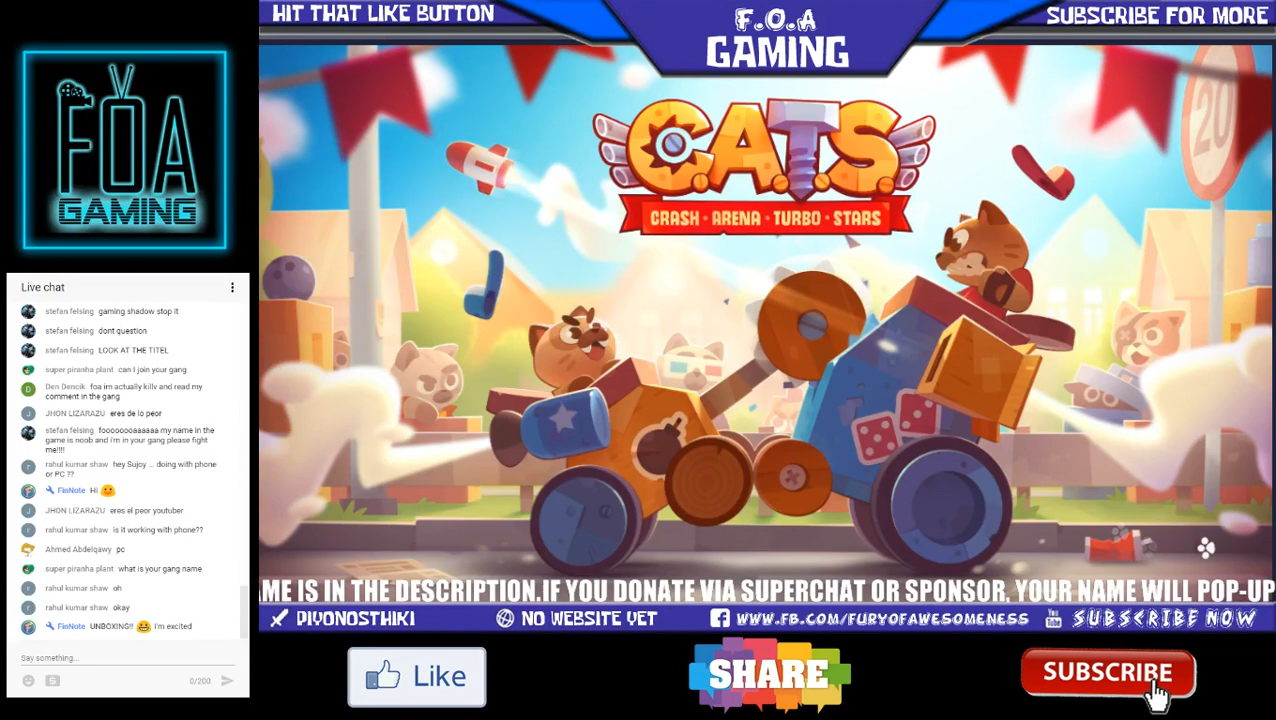 HIT THAT LIKE BUTTON
F.O.A
GAMING
SUBSCRIBE FOR MORE
FOA
GAMING
C.A.T.S.
CRASH · ARENA · TURBO · STARS
20
Live chat
stefan felsing gaming shadow stop it
stefan felsing dont question
stefan felsing LOOK AT THE TITEL
super piranha plant can I join your gang
Den Dencik foa im actually killv and read my
comment in the gang
JHON LIZARAZU eres de lo peor
stefan felsing foooooooaaaaaa my name in the
game is noob and i'm in your gang please fight
me!!!!
rahul kumar shaw hey Sujoy ... doing with phone
or PC ??
FinNote Hi
JHON LIZARAZU eres el peor youtuber
rahul kumar shaw is it working with phone??
Ahmed Abdelqawy pc
super piranha plant what is your gang name
rahul kumar shaw oh
rahul kumar shaw okay
FinNote UNBOXING!! I'm excited
Say something...
0/200
AME IS IN THE DESCRIPTION.IF YOU DONATE VIA SUPERCHAT OR SPONSOR, YOUR NAME WILL POP-UP
PIYONOSTHIKI
NO WEBSITE YET
WWW.FB.COM/FURYOFAWESOMENESS
You Tube
SUBSCRIBE NOW
Like
SHARE
SUBSCRIBE